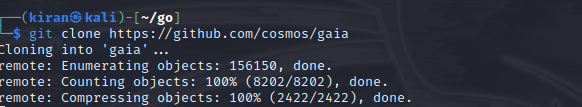 (kiran㉿kali)-[~/go]
$ git clone https://github.com/cosmos/gaia
Cloning into 'gaia'...
remote: Enumerating objects: 156150, done.
remote: Counting objects: 100% (8202/8202), done.
remote: Compressing objects: 100% (2422/2422), done.